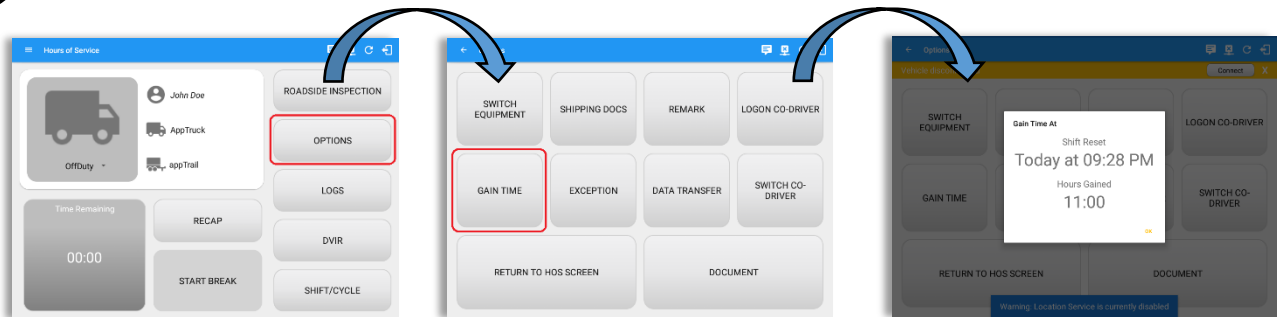 Hours of Service
John Doe
AppTruck
appTrail
OffDuty
Time Remaining
00:00
RECAP
START BREAK
ROADSIDE INSPECTION
OPTIONS
LOGS
DVIR
SHIFT/CYCLE
SWITCH
EQUIPMENT
SHIPPING DOCS
REMARK
LOGON CO-DRIVER
GAIN TIME
EXCEPTION
DATA TRANSFER
SWITCH CO-
DRIVER
RETURN TO HOS SCREEN
DOCUMENT
Options
Connect
X
SWITCH
EQUIPMENT
LOGON CO-DRIVER
Gain Time At
Shift Reset
Today at 09:28 PM
Hours Gained
11:00
OK
GAIN TIME
SWITCH CO-
DRIVER
RETURN TO HOS SCREEN
DOCUMENT
Warning: Location Service is currently disabled